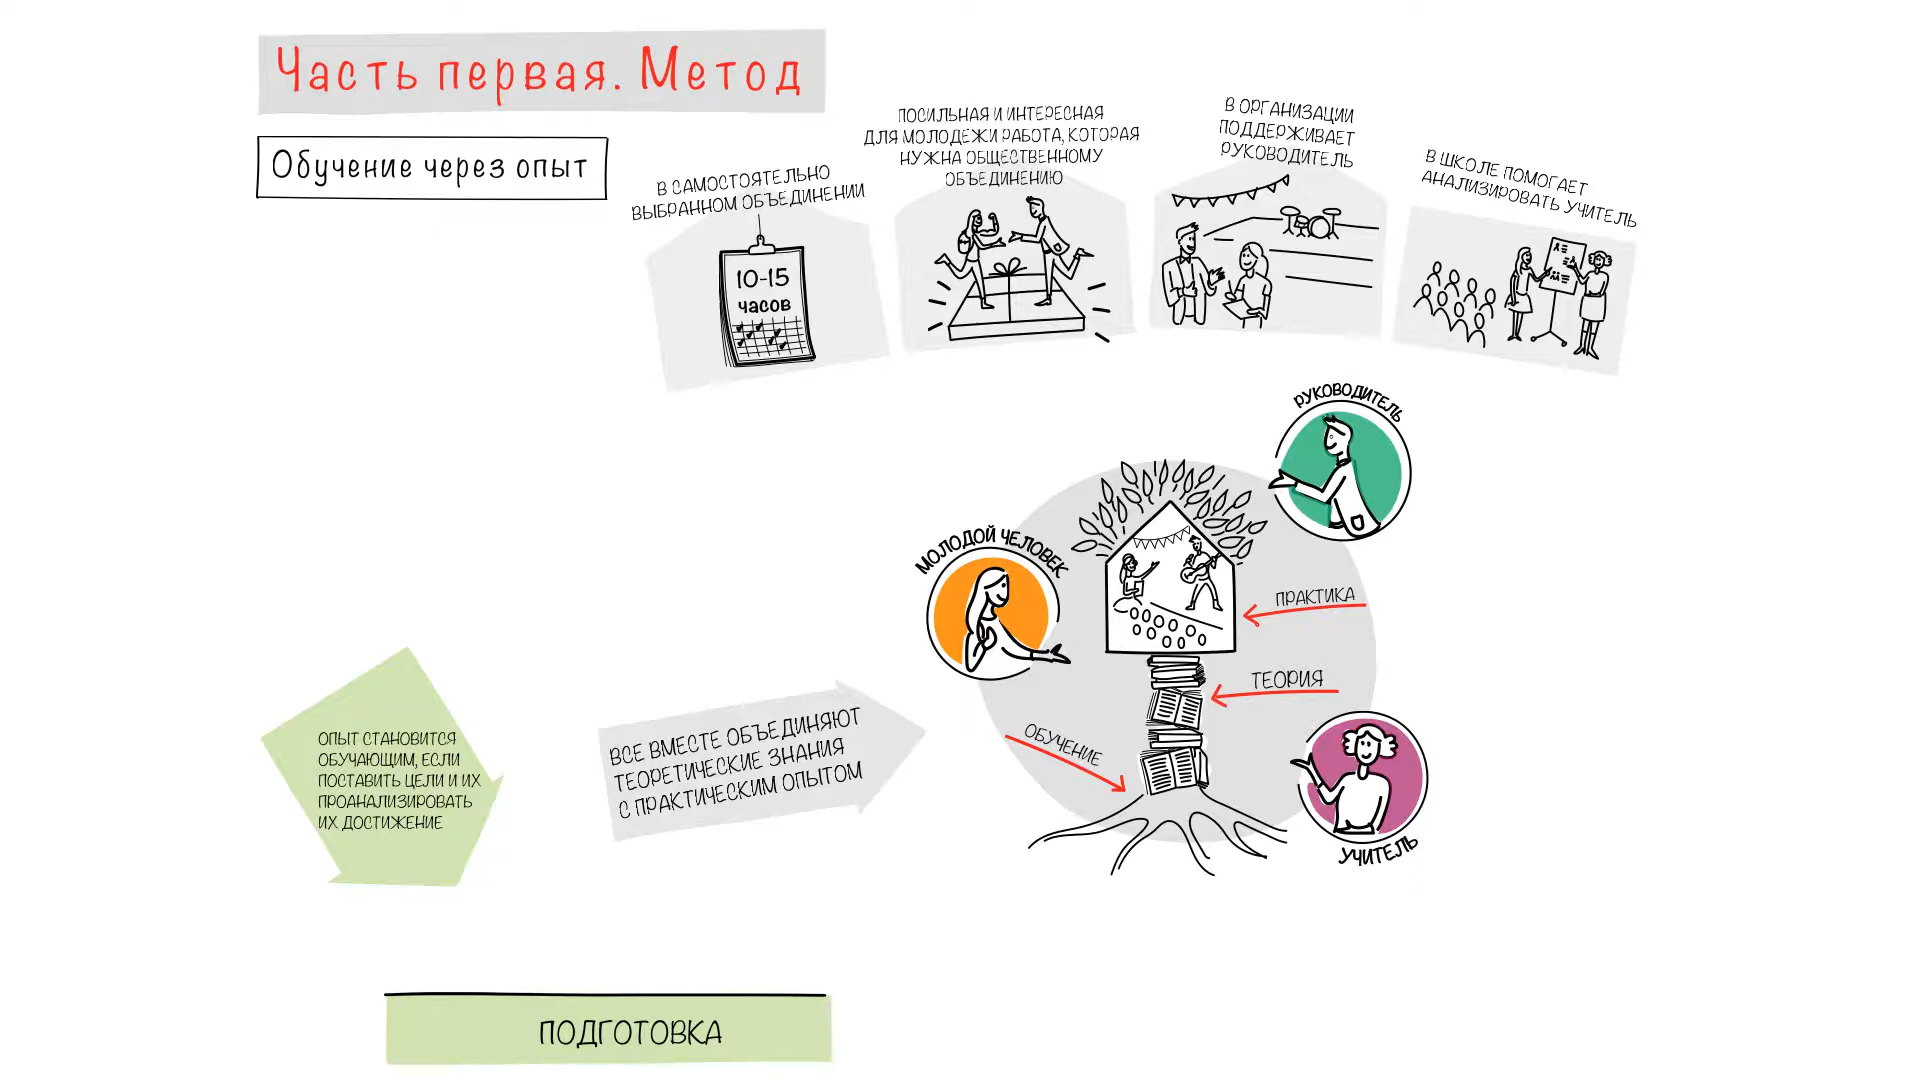 Часть первая. Метод
Обучение через опыт
В САМОСТОЯТЕЛЬНО
ВЫБРАННОМ ОБЪЕДИНЕНИИ
10-15
часов
ПОСИЛЬНАЯ И ИНТЕРЕСНАЯ
ДЛЯ МОЛОДЕЖИ РАБОТА, КОТОРАЯ
НУЖНА ОБЩЕСТВЕННОМУ
ОБЪЕДИНЕНИЮ
В ОРГАНИЗАЦИИ
ПОДДЕРЖИВАЕТ
РУКОВОДИТЕЛЬ
В ШКОЛЕ ПОМОГАЕТ
АНАЛИЗИРОВАТЬ УЧИТЕЛЬ
РУКОВОДИТЕЛЬ
МОЛОДОЙ ЧЕЛОВЕК
ПРАКТИКА
ТЕОРИЯ
ОБУЧЕНИЕ
УЧИТЕЛЬ
ОПЫТ СТАНОВИТСЯ
ОБУЧАЮЩИМ, ЕСЛИ
ПОСТАВИТЬ ЦЕЛИ И ИХ
ПРОАНАЛИЗИРОВАТЬ
ИХ ДОСТИЖЕНИЕ
ВСЕ ВМЕСТЕ ОБЪЕДИНЯЮТ
ТЕОРЕТИЧЕСКИЕ ЗНАНИЯ
С ПРАКТИЧЕСКИМ ОПЫТОМ
ПОДГОТОВКА